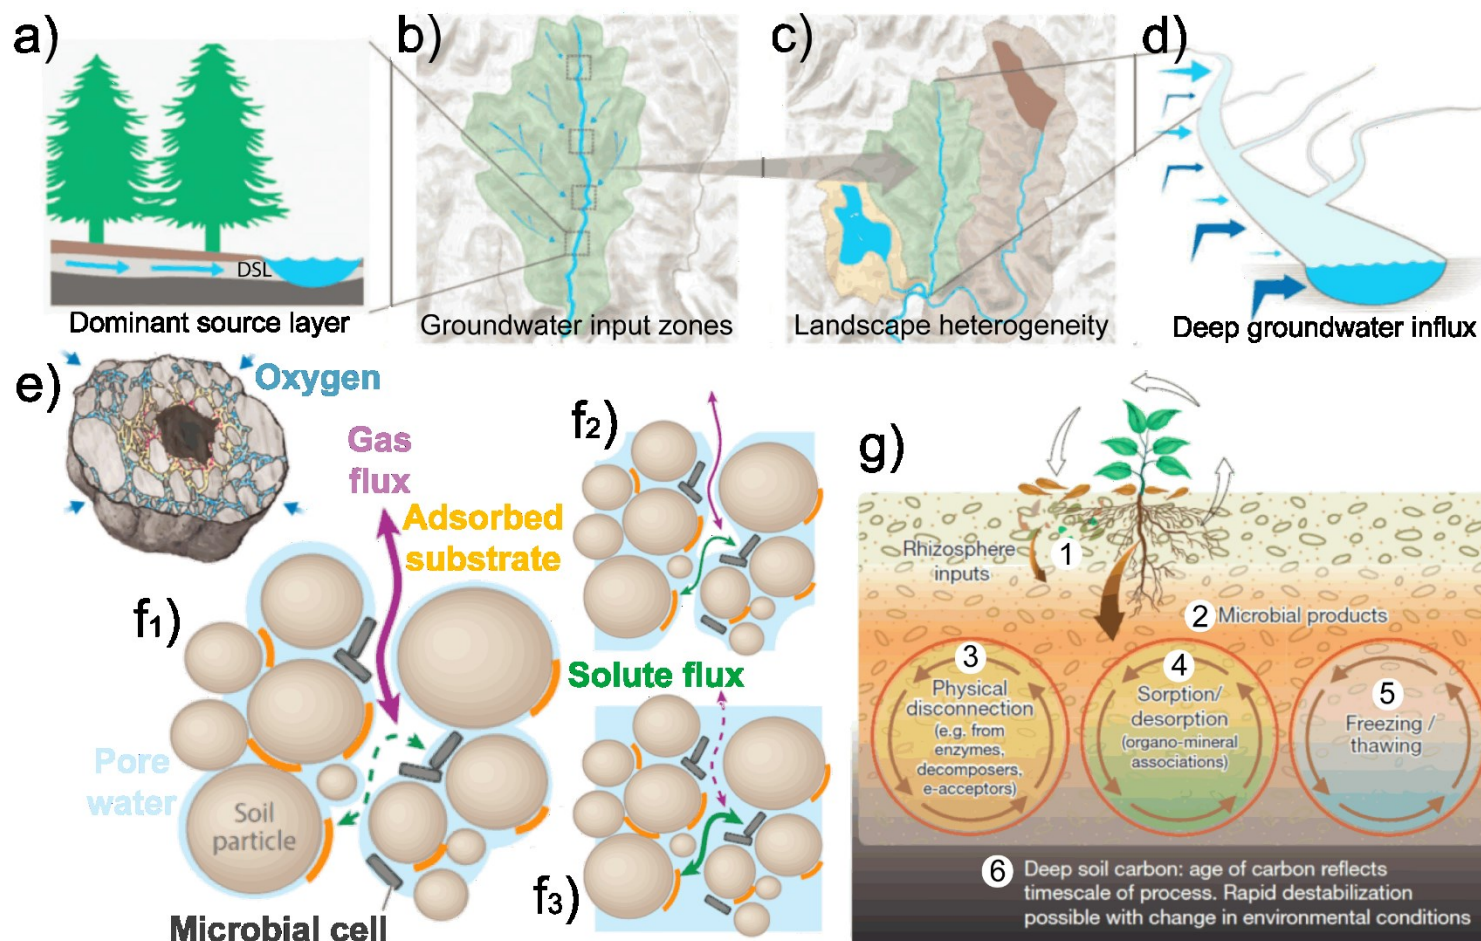 a)
DSL
Dominant source layer
b)
Groundwater input zones
c)
Landscape heterogeneity
d)
Deep groundwater influx
e)
Oxygen
Gas
flux
Adsorbed
substrate
f1)
Solute flux
Pore
water
Soil
particle
Microbial cell
f2)
f3)
g)
1
Rhizosphere
inputs
2 Microbial products
3
Physical
disconnection
(e.g. from
enzymes,
decomposers,
e-acceptors)
4
Sorption/
desorption
(organo-mineral
associations)
5
Freezing /
thawing
6 Deep soil carbon: age of carbon reflects
timescale of process. Rapid destabilization
possible with change in environmental conditions